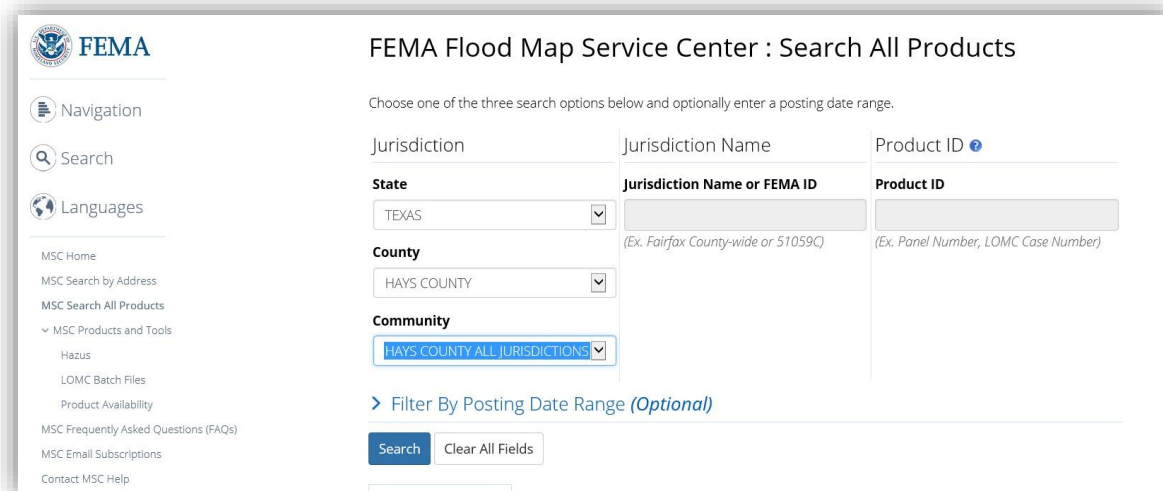 FEMA
Navigation
Search
Languages
MSC Home
MSC Search by Address
MSC Search All Products
MSC Products and Tools
Hazus
LOMC Batch Files
Product Availability
MSC Frequently Asked Questions (FAQs)
MSC Email Subscriptions
Contact MSC Help
FEMA Flood Map Service Center : Search All Products
Choose one of the three search options below and optionally enter a posting date range.
Jurisdiction
State
TEXAS
County
HAYS COUNTY
Community
HAYS COUNTY ALL JURISDICTIONS
Jurisdiction Name
Jurisdiction Name or FEMA ID
(Ex. Fairfax County-wide or 51059C)
Product ID
Product ID
(Ex. Panel Number, LOMC Case Number)
Filter By Posting Date Range (Optional)
Search
Clear All Fields